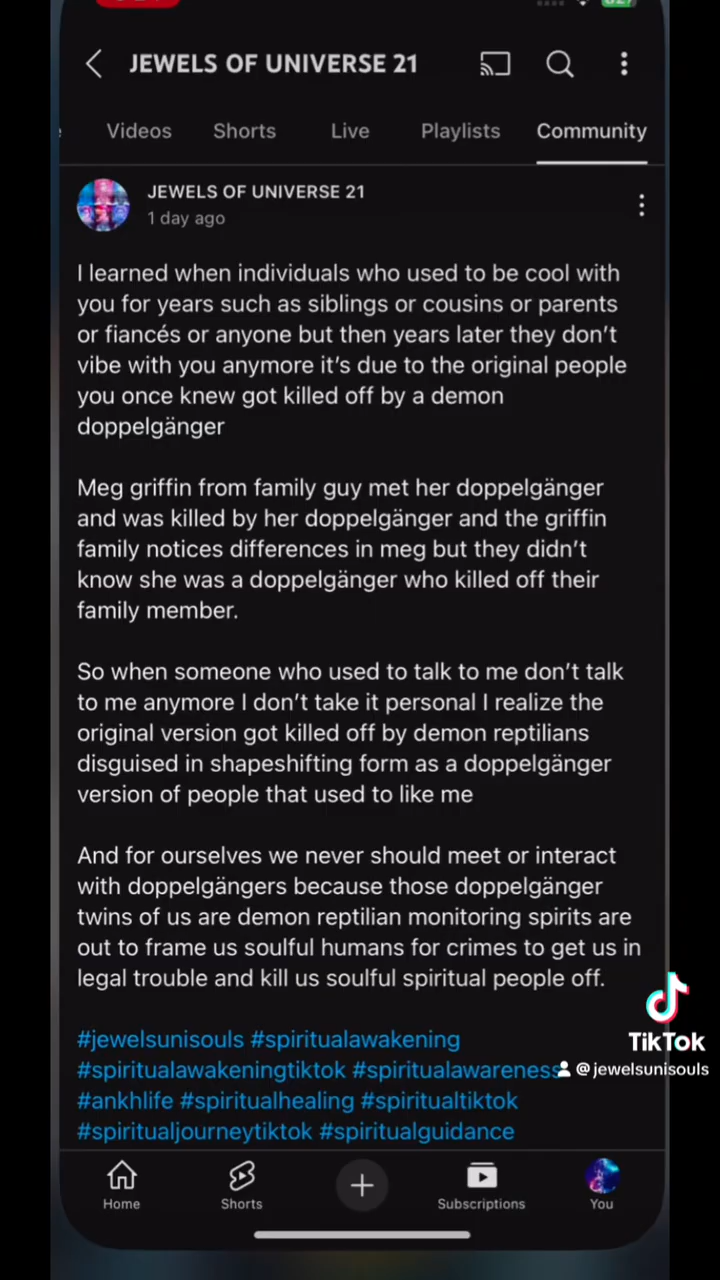 JEWELS OF UNIVERSE 21
Videos Shorts Live Playlists Community
JEWELS OF UNIVERSE 21
1 day ago
I learned when individuals who used to be cool with
you for years such as siblings or cousins or parents
or fiancés or anyone but then years later they don’t
vibe with you anymore it’s due to the original people
you once knew got killed off by a demon
doppelgänger
Meg griffin from family guy met her doppelgänger
and was killed by her doppelgänger and the griffin
family notices differences in meg but they didn’t
know she was a doppelgänger who killed off their
family member.
So when someone who used to talk to me don’t talk
to me anymore I don’t take it personal I realize the
original version got killed off by demon reptilians
disguised in shapeshifting form as a doppelgänger
version of people that used to like me
And for ourselves we never should meet or interact
with doppelgängers because those doppelgänger
twins of us are demon reptilian monitoring spirits are
out to frame us soulful humans for crimes to get us in
legal trouble and kill us soulful spiritual people off.
#jewelsunisouls #spiritualawakening
#spiritualawakeningtiktok #spiritualawareness
#ankhlife #spiritualhealing #spiritualtiktok
#spiritualjourneytiktok #spiritualguidance
TikTok
@jewelsunisouls
Home Shorts Subscriptions You